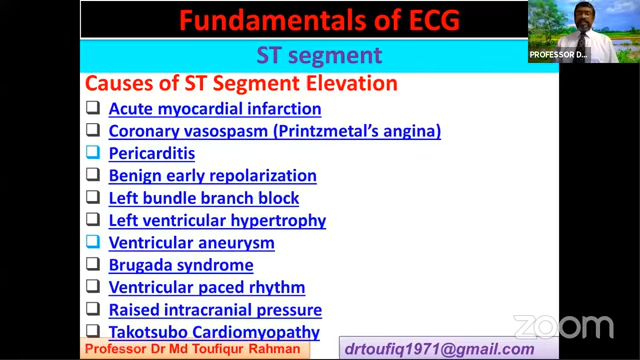 Fundamentals of ECG
ST segment
PROFESSOR D...
Causes of ST Segment Elevation
Acute myocardial infarction
Coronary vasospasm (Printzmetal's angina)
Pericarditis
Benign early repolarization
Left bundle branch block
Left ventricular hypertrophy
Ventricular aneurysm
Brugada syndrome
Ventricular paced rhythm
Raised intracranial pressure
Takotsubo Cardiomyopathy
zoom
Professor Dr Md Toufiqur Rahman
drtoufiq1971@gmail.com